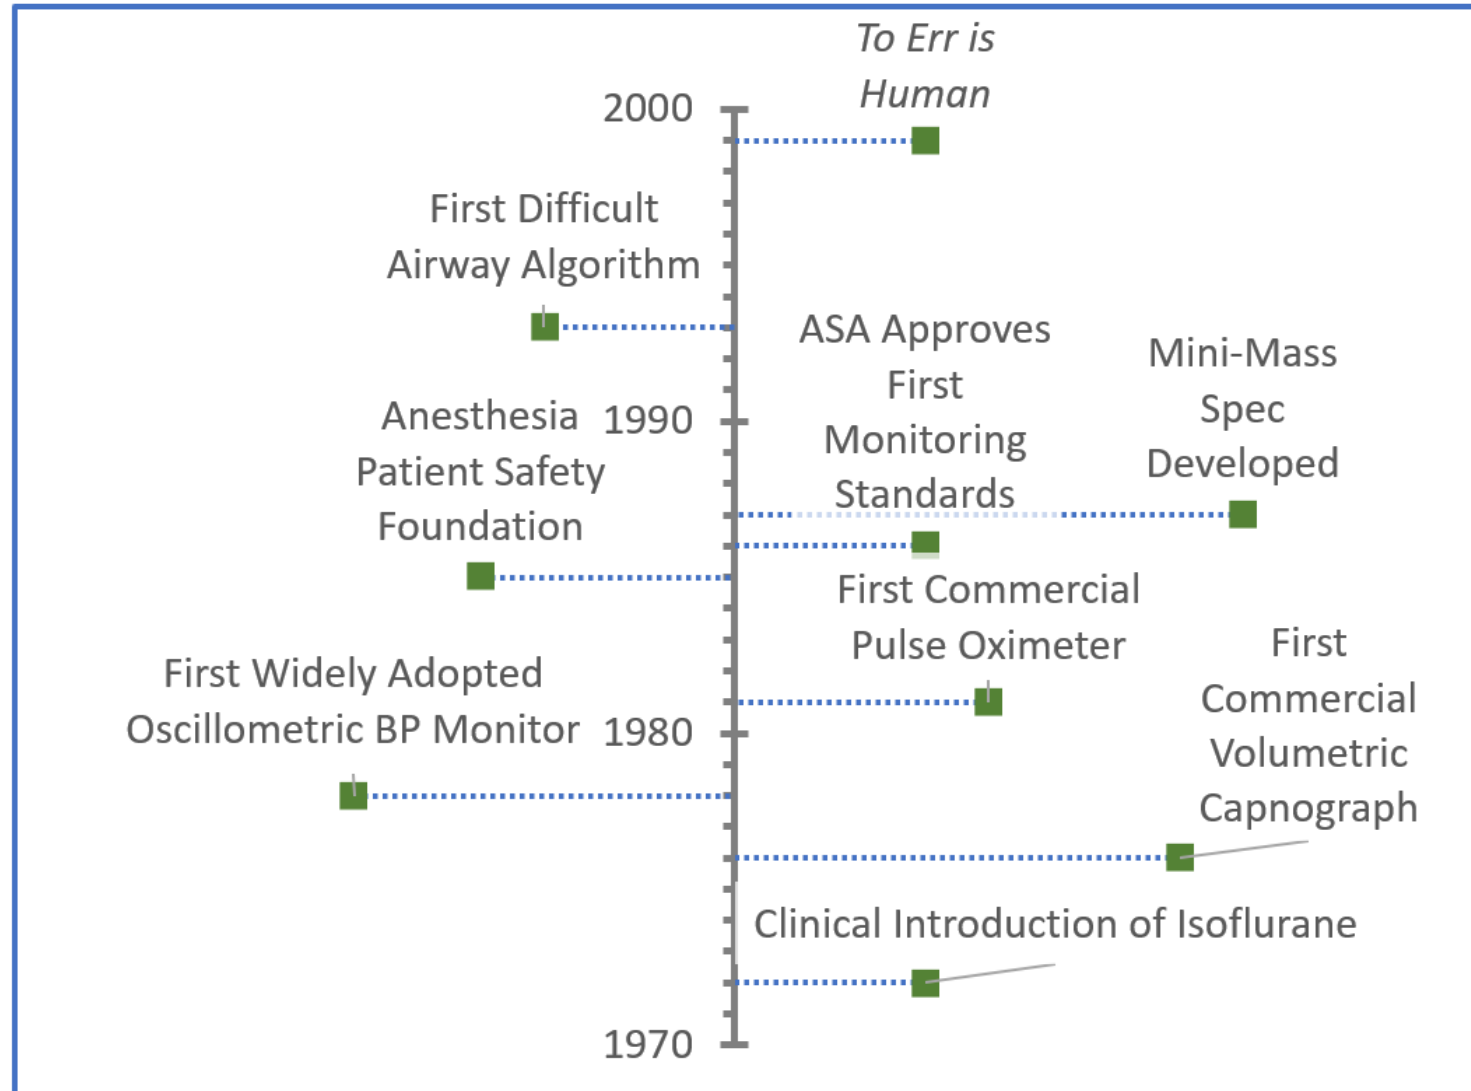 To Err is
Human
2000
First Difficult
Airway Algorithm
ASA Approves
First
Monitoring
Standards
Mini-Mass
Spec
Developed
1990
Anesthesia
Patient Safety
Foundation
First Commercial
Pulse Oximeter
First
Commercial
Volumetric
Capnograph
First Widely Adopted
Oscillometric BP Monitor
1980
Clinical Introduction of Isoflurane
1970